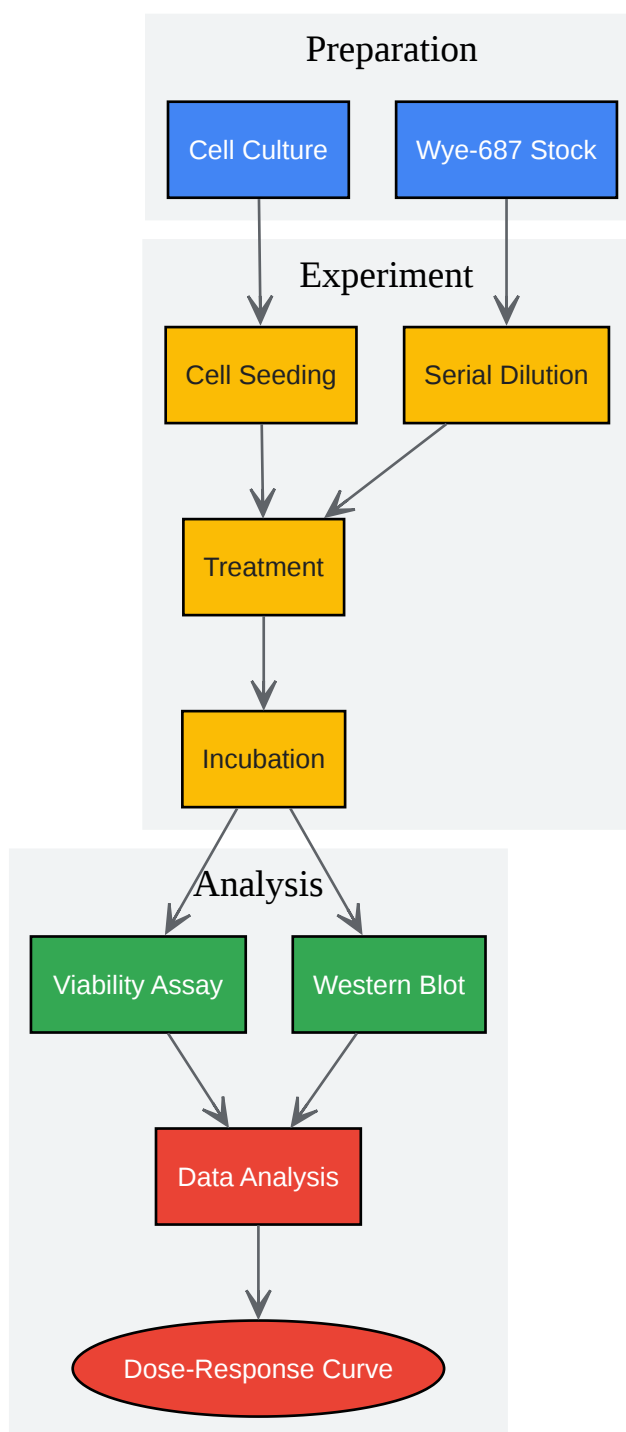 Preparation
Cell Culture
Wye-687 Stock
Experiment
Cell Seeding
Serial Dilution
Treatment
Incubation
Analysis
Viability Assay
Western Blot
Data Analysis
Dose-Response Curve